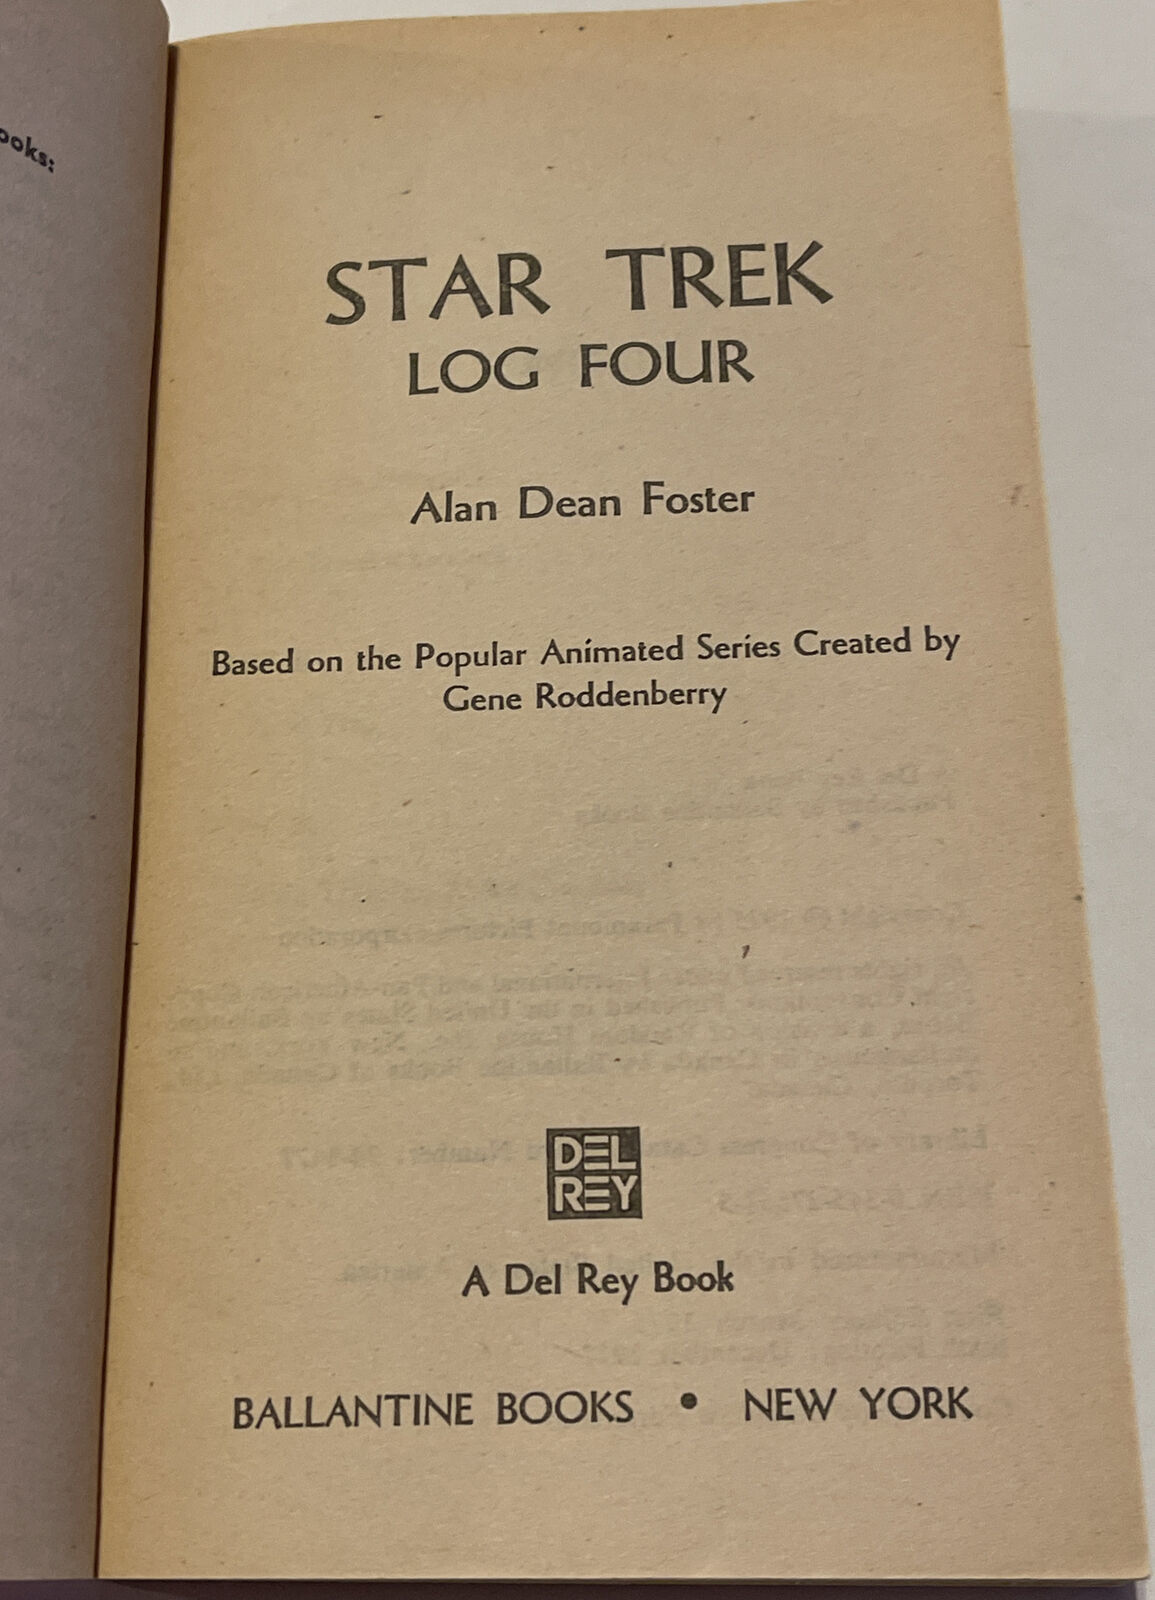 ooks:
STAR TREK
LOG FOUR
Alan Dean Foster
Based on the Popular Animated Series Created by
Gene Roddenberry
DEL
REY
A Del Rey Book
BALLANTINE BOOKS • NEW YORK